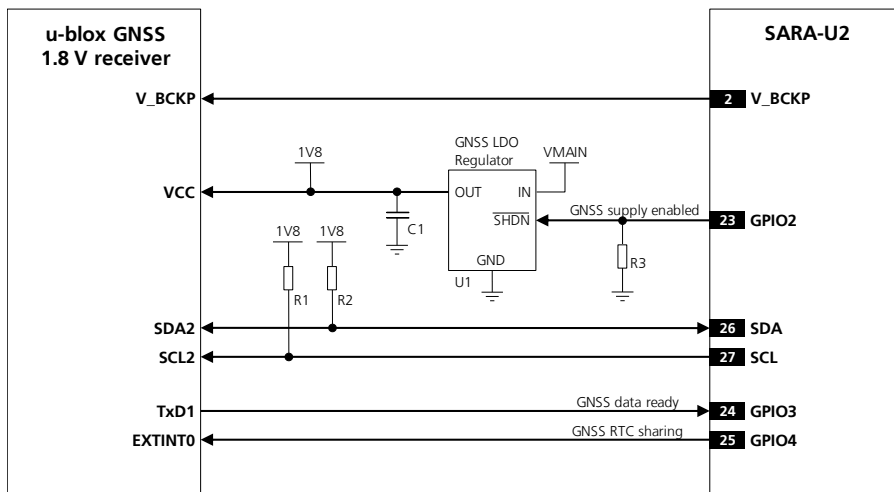 u-blox GNSS
1.8 V receiver
SARA-U2
V_BCKP
2 V_BCKP
GNSS LDO
Regulator
VMAIN
1V8
VCC
OUT IN
GNSS supply enabled
SHDN
23 GPIO2
C1
1V8 1V8
GND
R3
U1
R1 R2
SDA2
26 SDA
SCL2
27 SCL
TxD1
GNSS data ready
24 GPIO3
EXTINT0
GNSS RTC sharing
25 GPIO4